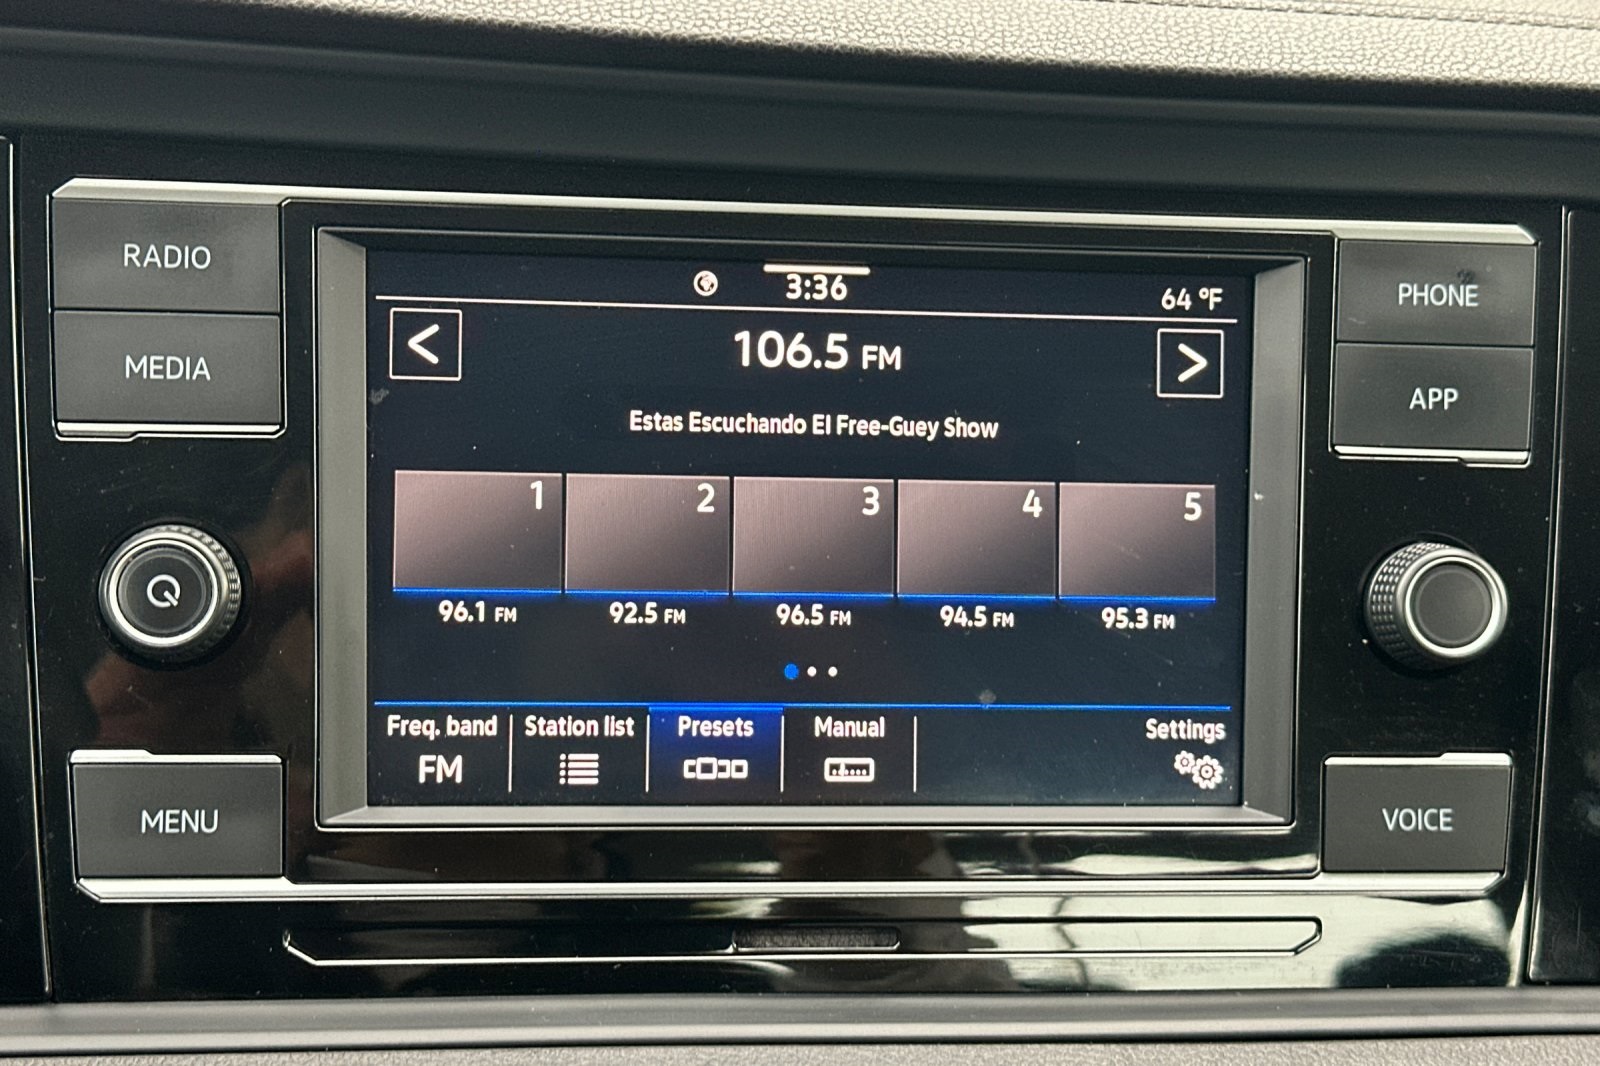 RADIO
MEDIA
MENU
3:36
64 °F
<
106.5 FM
>
Estas Escuchando El Free-Guey Show
1 2 3 4 5
96.1 FM 92.5 FM 96.5 FM 94.5 FM 95.3 FM
Freq. band Station list Presets Manual Settings
FM
PHONE
APP
VOICE